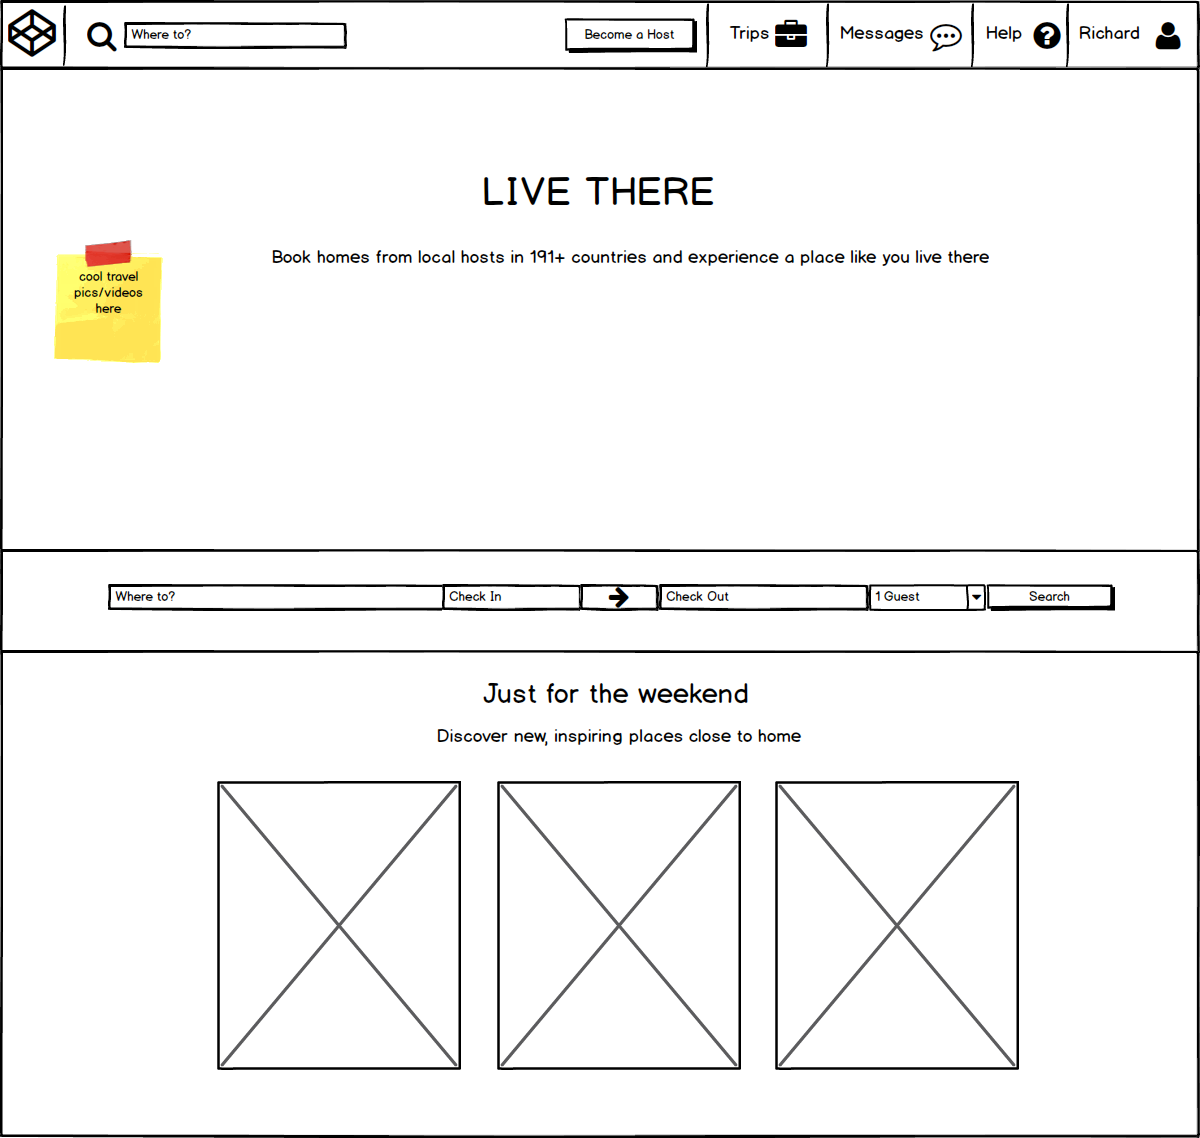 Where to?
Become a Host
Trips
Messages
Help
Richard
LIVE THERE
Book homes from local hosts in 191+ countries and experience a place like you live there
cool travel
pics/videos
here
Where to?
Check In
Check Out
1 Guest
Search
Just for the weekend
Discover new, inspiring places close to home